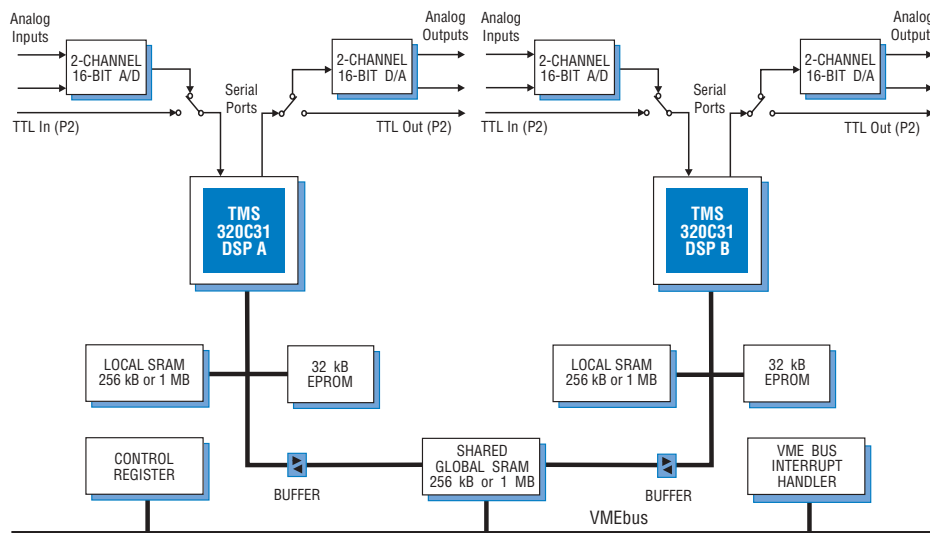 Analog
Inputs
2-CHANNEL
16-BIT A/D
TTL In (P2)
Serial
Ports
2-CHANNEL
16-BIT D/A
Analog
Outputs
TTL Out (P2)
Analog
Inputs
2-CHANNEL
16-BIT A/D
TTL In (P2)
Serial
Ports
2-CHANNEL
16-BIT D/A
Analog
Outputs
TTL Out (P2)
TMS
320C31
DSP A
TMS
320C31
DSP B
LOCAL SRAM
256 kB or 1 MB
32 kB
EPROM
LOCAL SRAM
256 kB or 1 MB
32 kB
EPROM
CONTROL
REGISTER
BUFFER
SHARED
GLOBAL SRAM
256 kB or 1 MB
BUFFER
VME BUS
INTERRUPT
HANDLER
VMEbus